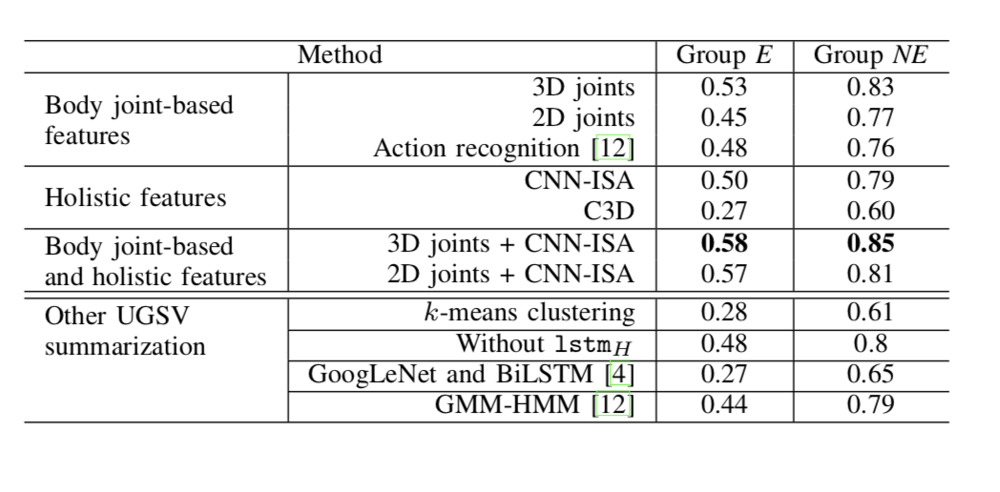 Method Group E Group NE
Body joint-based features 3D joints 0.53 0.83
2D joints 0.45 0.77
Action recognition [12] 0.48 0.76
Holistic features CNN-ISA 0.50 0.79
C3D 0.27 0.60
Body joint-based and holistic features 3D joints + CNN-ISA 0.58 0.85
2D joints + CNN-ISA 0.57 0.81
Other UGSV summarization k-means clustering 0.28 0.61
Without lstmH 0.48 0.8
GoogLeNet and BiLSTM [4] 0.27 0.65
GMM-HMM [12] 0.44 0.79